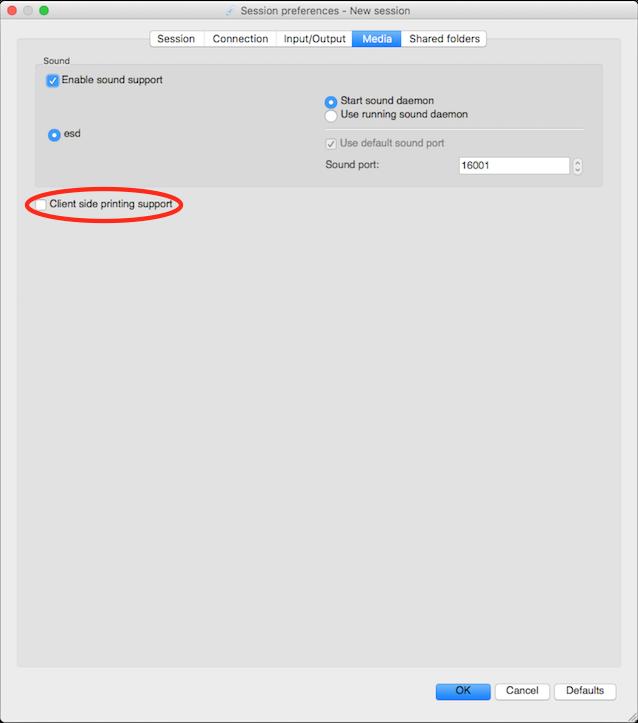 Session preferences - New session
Session Connection Input/Output Media Shared folders
Sound
Enable sound support
Start sound daemon
Use running sound daemon
esd
Use default sound port
Sound port: 16001
Client side printing support
OK Cancel Defaults